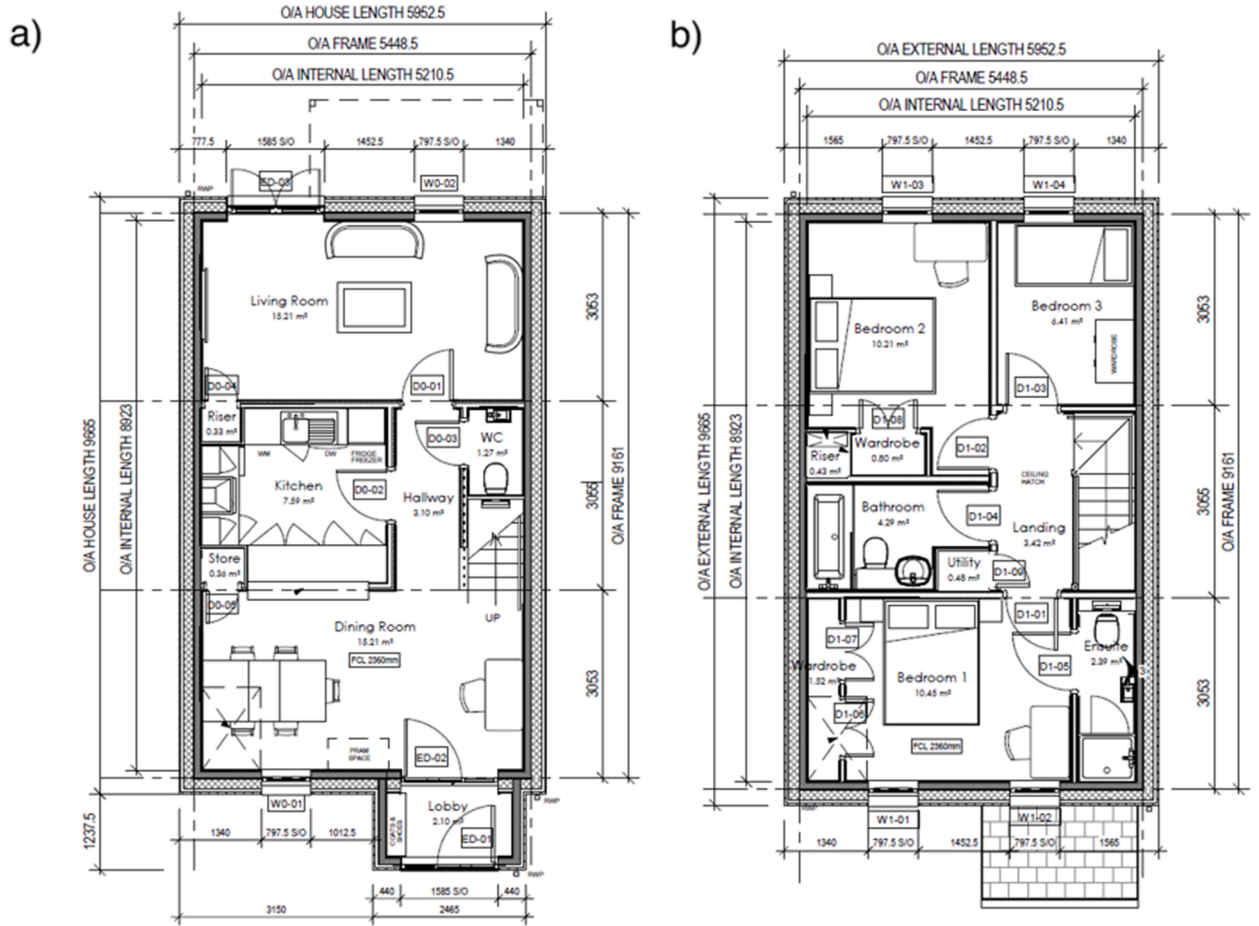 a)
O/A HOUSE LENGTH 5952.5
O/A FRAME 5448.5
O/A INTERNAL LENGTH 5210.5
777.5
1585 S/O
1452.5
797.5 S/O
1340
ED-03
W0-02
RWP
O/A HOUSE LENGTH 9665
O/A INTERNAL LENGTH 8923
3053
3055
3053
O/A FRAME 9161
Living Room
15.21 m²
D0-04
D0-01
Riser
0.33 m²
WM
DW
FRIDGE
FREEZER
D0-03
WC
1.27 m²
Kitchen
7.59 m²
D0-02
Hallway
3.10 m²
Store
0.36 m²
D0-05
UP
Dining Room
15.21 m²
FCL 2360mm
PRAM
SPACE
ED-02
W0-01
Lobby
2.10 m²
COATS &
SHOES
ED-01
RWP
RWP
1237.5
1340
797.5 S/O
1012.5
440
1585 S/O
440
3150
2465
b)
O/A EXTERNAL LENGTH 5952.5
O/A FRAME 5448.5
O/A INTERNAL LENGTH 5210.5
1565
797.5 S/O
1452.5
797.5 S/O
1340
W1-03
W1-04
RWP
O/A EXTERNAL LENGTH 9665
O/A INTERNAL LENGTH 8923
3053
3055
3053
O/A FRAME 9161
Bedroom 2
10.21 m²
Bedroom 3
6.41 m²
WARDROBE
D1-03
D1-08
Wardrobe
0.80 m²
Riser
0.43 m²
D1-02
CEILING
HATCH
Bathroom
4.29 m²
D1-04
Landing
3.42 m²
Utility
0.48 m²
D1-09
D1-01
D1-07
Wardrobe
1.52 m²
Bedroom 1
10.45 m²
D1-05
Ensuite
2.39 m²
3
D1-06
FCL 2360mm
RWP
W1-01
W1-02
1340
797.5 S/O
1452.5
797.5 S/O
1565